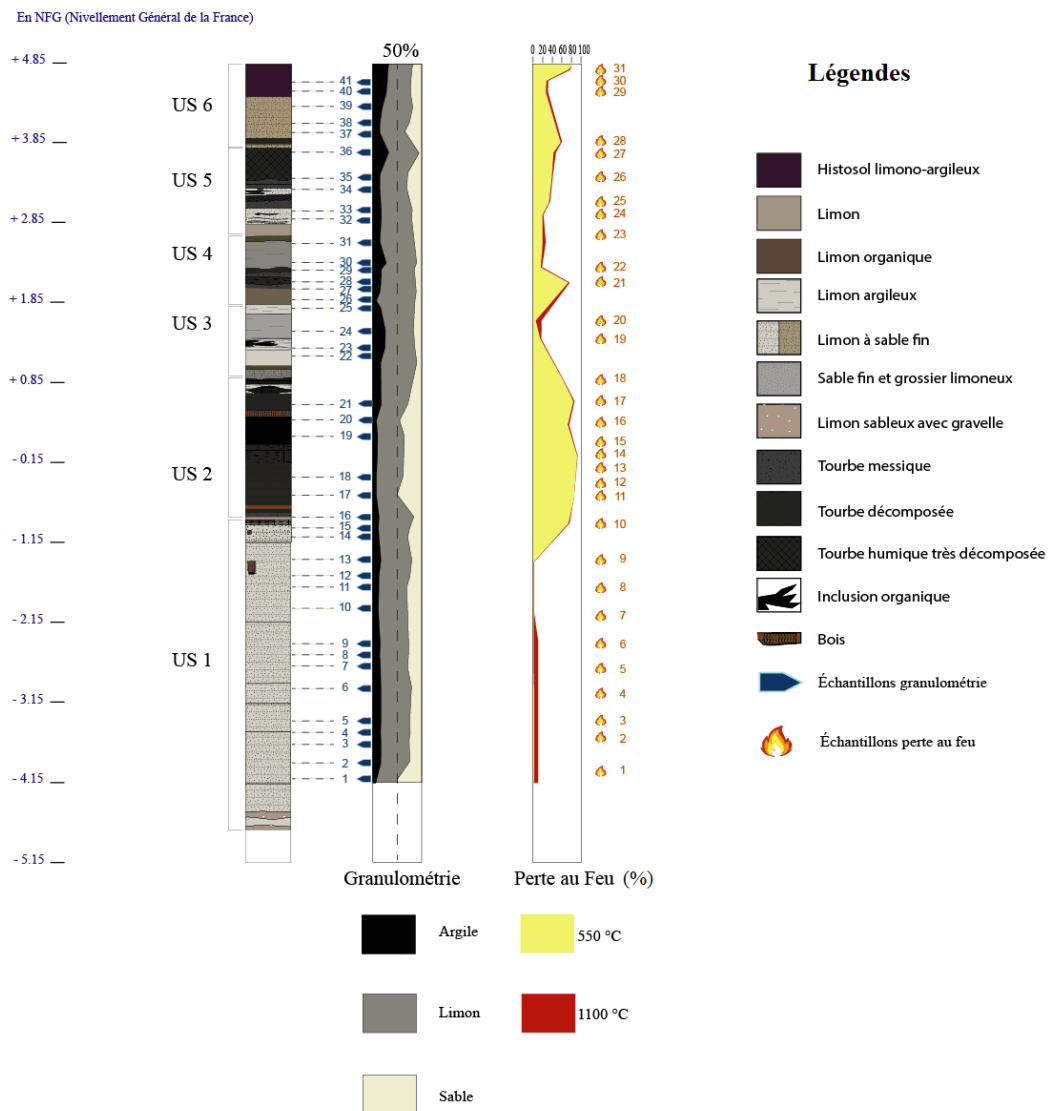 En NFG (Nivellement Général de la France)
50%
0 20 40 60 80 100
+ 4.85
+ 3.85
+ 2.85
+ 1.85
+ 0.85
- 0.15
- 1.15
- 2.15
- 3.15
- 4.15
- 5.15
US 6
US 5
US 4
US 3
US 2
US 1
41
40
39
38
37
36
35
34
33
32
31
30
29
28
27
26
25
24
23
22
21
20
19
18
17
16
15
14
13
12
11
10
9
8
7
6
5
4
3
2
1
31
30
29
28
27
26
25
24
23
22
21
20
19
18
17
16
15
14
13
12
11
10
9
8
7
6
5
4
3
2
1
Légendes
Histosol limono-argileux
Limon
Limon organique
Limon argileux
Limon à sable fin
Sable fin et grossier limoneux
Limon sableux avec gravelle
Tourbe messique
Tourbe décomposée
Tourbe humique très décomposée
Inclusion organique
Bois
Échantillons granulométrie
Échantillons perte au feu
Granulométrie
Argile
Limon
Sable
Perte au Feu (%)
550 °C
1100 °C